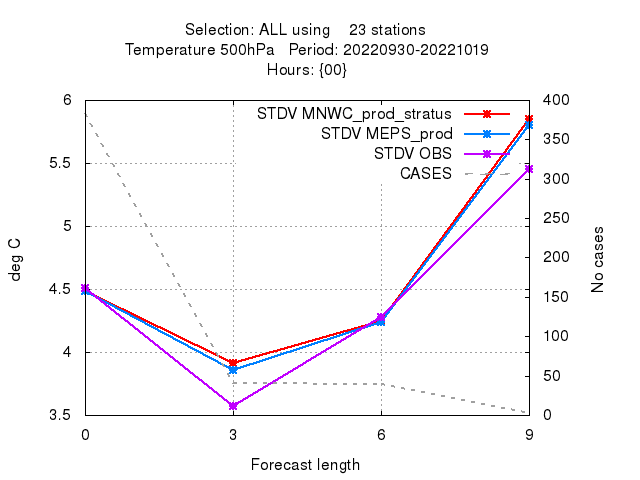 Selection: ALL using 23 stations
Temperature 500hPa Period: 20220930-20221019
Hours: {00}
STDV MNWC_prod_stratus
STDV MEPS_prod
STDV OBS
CASES
6
5.5
5
4.5
4
3.5
400
350
300
250
200
150
100
50
0
deg C
No cases
0 3 6 9
Forecast length